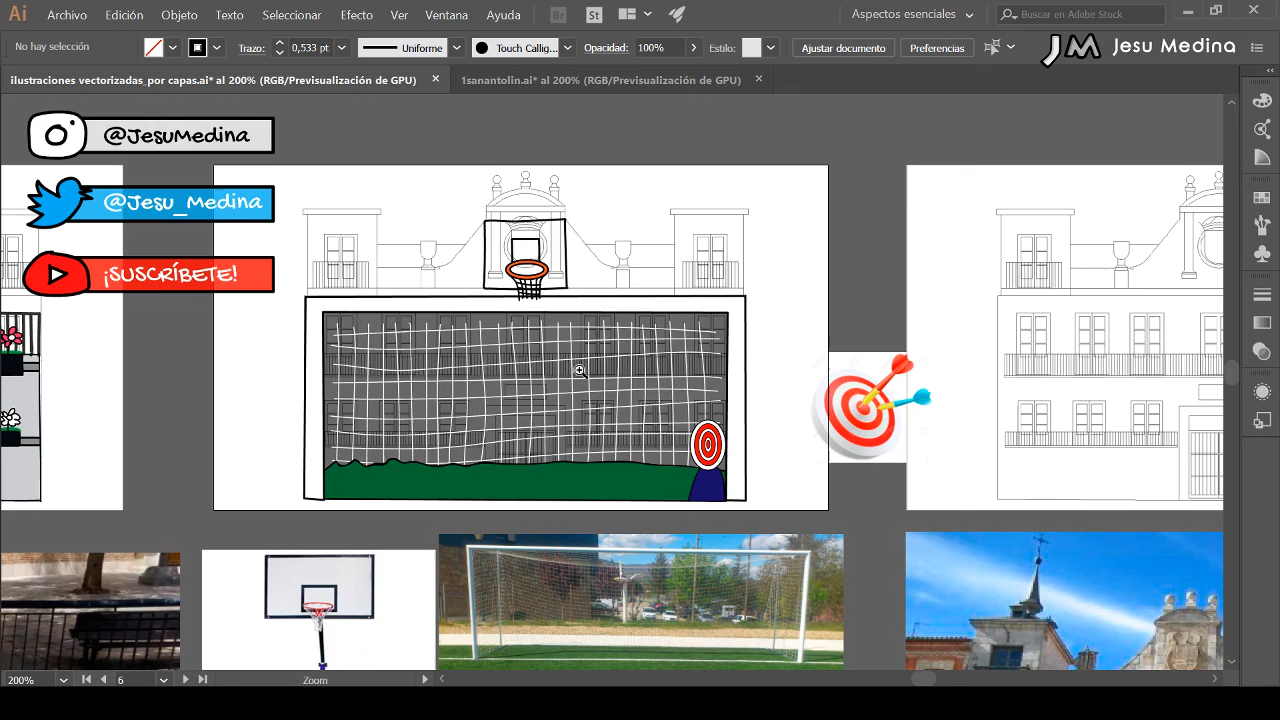 Ai Archivo Edición Objeto Texto Seleccionar Efecto Ver Ventana Ayuda Br St Aspectos esenciales Buscar en Adobe Stock
No hay selección Trazo: 0,533 pt Uniforme Touch Callig... Opacidad: 100% Estilo: Ajustar documento Preferencias JM Jesu Medina
ilustraciones vectorizadas_por capas.ai* al 200% (RGB/Previsualización de GPU) 1sanantolin.ai* al 200% (RGB/Previsualización de GPU)
@JesuMedina
@Jesu_Medina
¡SUSCRÍBETE!
200% 6 Zoom